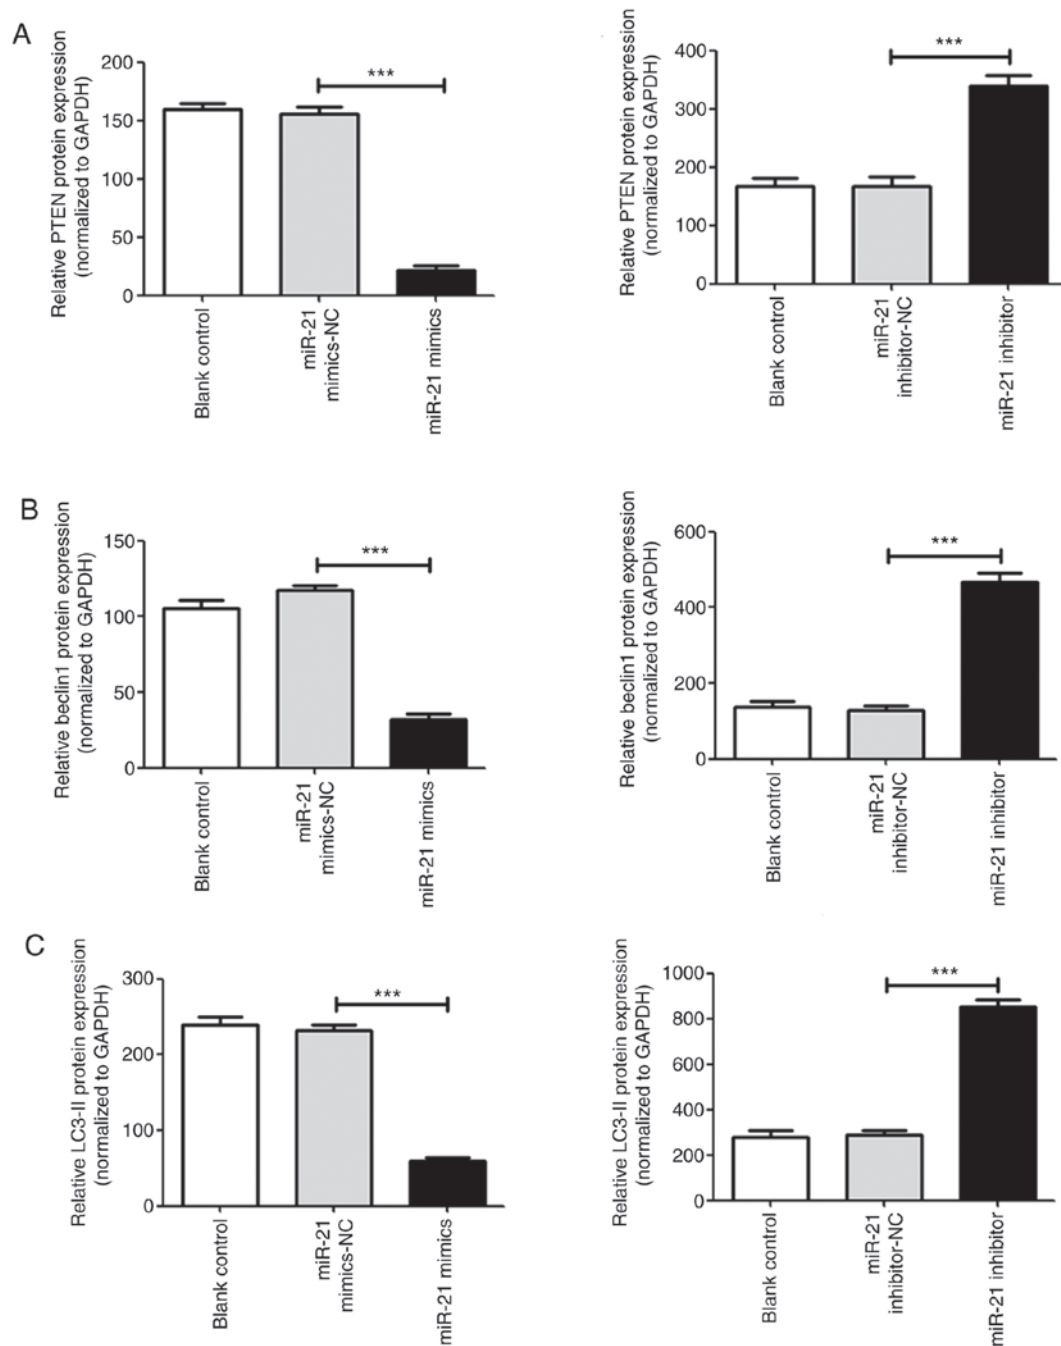 A
Relative PTEN protein expression
(normalized to GAPDH)
200
150
100
50
0
***
Blank control
miR-21
mimics-NC
miR-21 mimics
Relative PTEN protein expression
(normalized to GAPDH)
400
300
200
100
0
***
Blank control
miR-21
inhibitor-NC
miR-21 inhibitor
B
Relative beclin1 protein expression
(normalized to GAPDH)
150
100
50
0
***
Blank control
miR-21
mimics-NC
miR-21 mimics
Relative beclin1 protein expression
(normalized to GAPDH)
600
400
200
0
***
Blank control
miR-21
inhibitor-NC
miR-21 inhibitor
C
Relative LC3-II protein expression
(normalized to GAPDH)
300
200
100
0
***
Blank control
miR-21
mimics-NC
miR-21 mimics
Relative LC3-II protein expression
(normalized to GAPDH)
1000
800
600
400
200
0
***
Blank control
miR-21
inhibitor-NC
miR-21 inhibitor